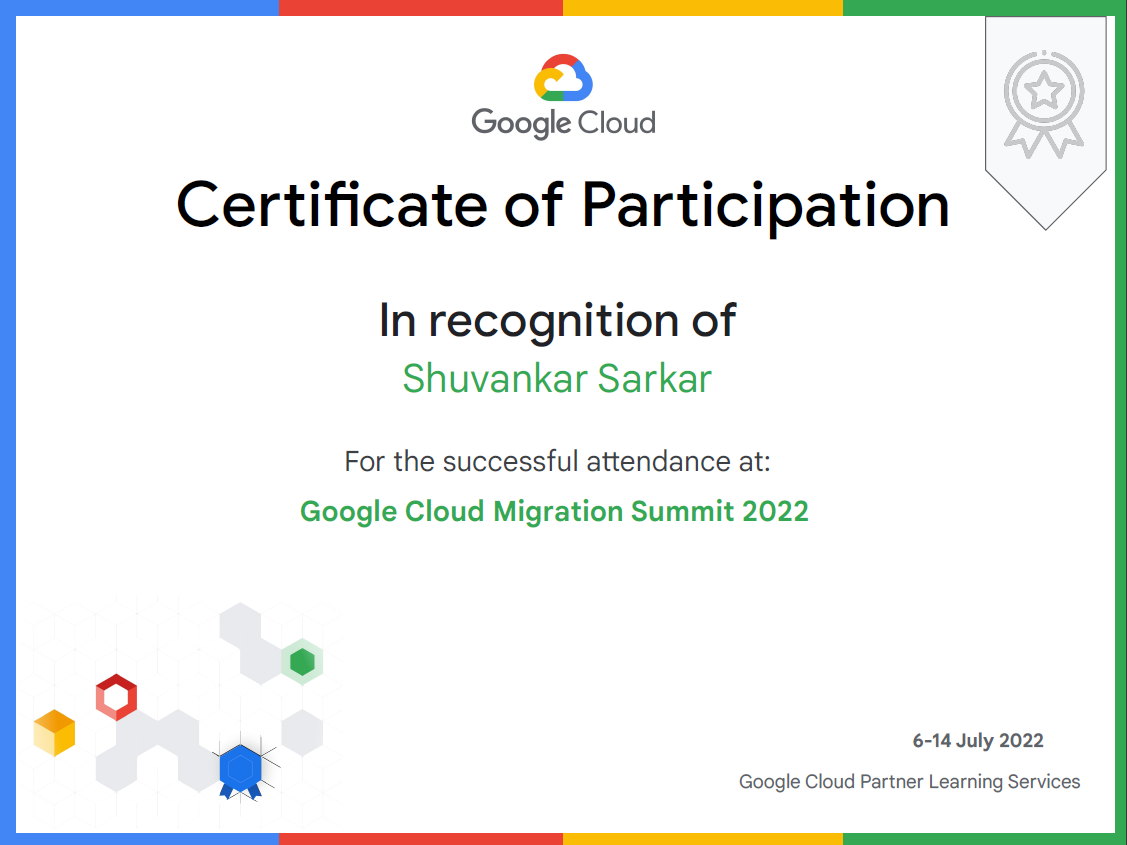 Google Cloud
Certificate of Participation
In recognition of
Shuvankar Sarkar
For the successful attendance at:
Google Cloud Migration Summit 2022
6-14 July 2022
Google Cloud Partner Learning Services